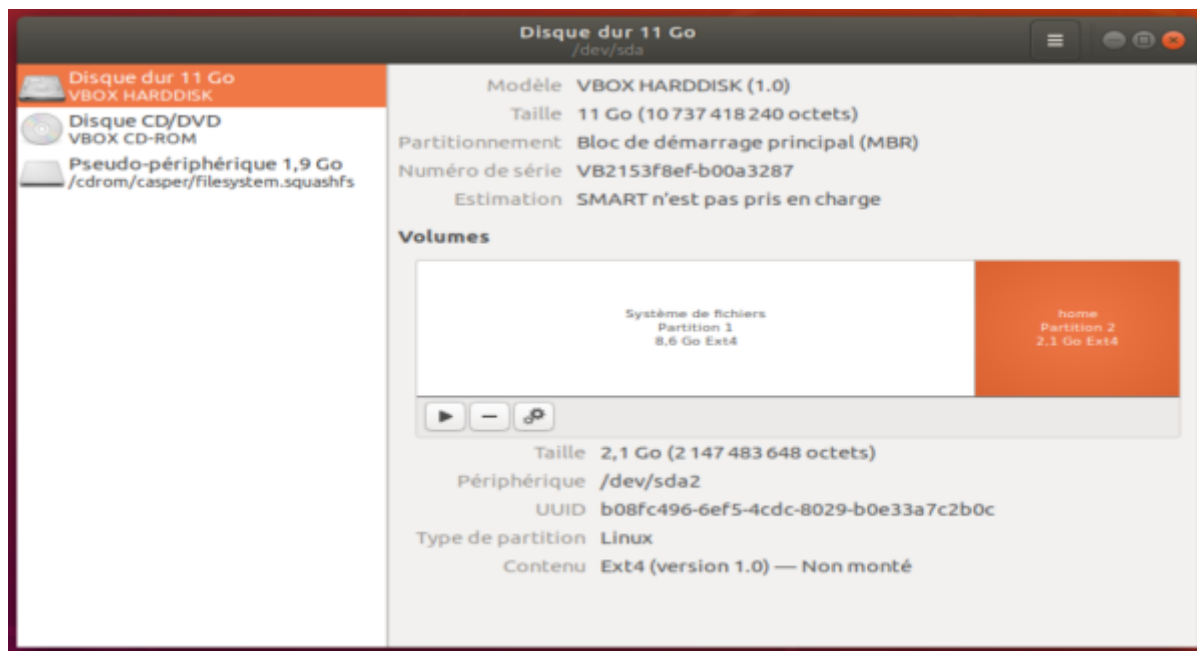 Disque dur 11 Go
/dev/sda
Disque dur 11 Go
VBOX HARDDISK
Disque CD/DVD
VBOX CD-ROM
Pseudo-périphérique 1,9 Go
/cdrom/casper/filesystem.squashfs
Modèle VBOX HARDDISK (1.0)
Taille 11 Go (10 737 418 240 octets)
Partitionnement Bloc de démarrage principal (MBR)
Numéro de série VB2153f8ef-b00a3287
Estimation SMART n'est pas pris en charge
Volumes
Système de fichiers
Partition 1
8,6 Go Ext4
home
Partition 2
2,1 Go Ext4
Taille 2,1 Go (2 147 483 648 octets)
Périphérique /dev/sda2
UUID b08fc496-6ef5-4cdc-8029-b0e33a7c2b0c
Type de partition Linux
Contenu Ext4 (version 1.0) — Non monté